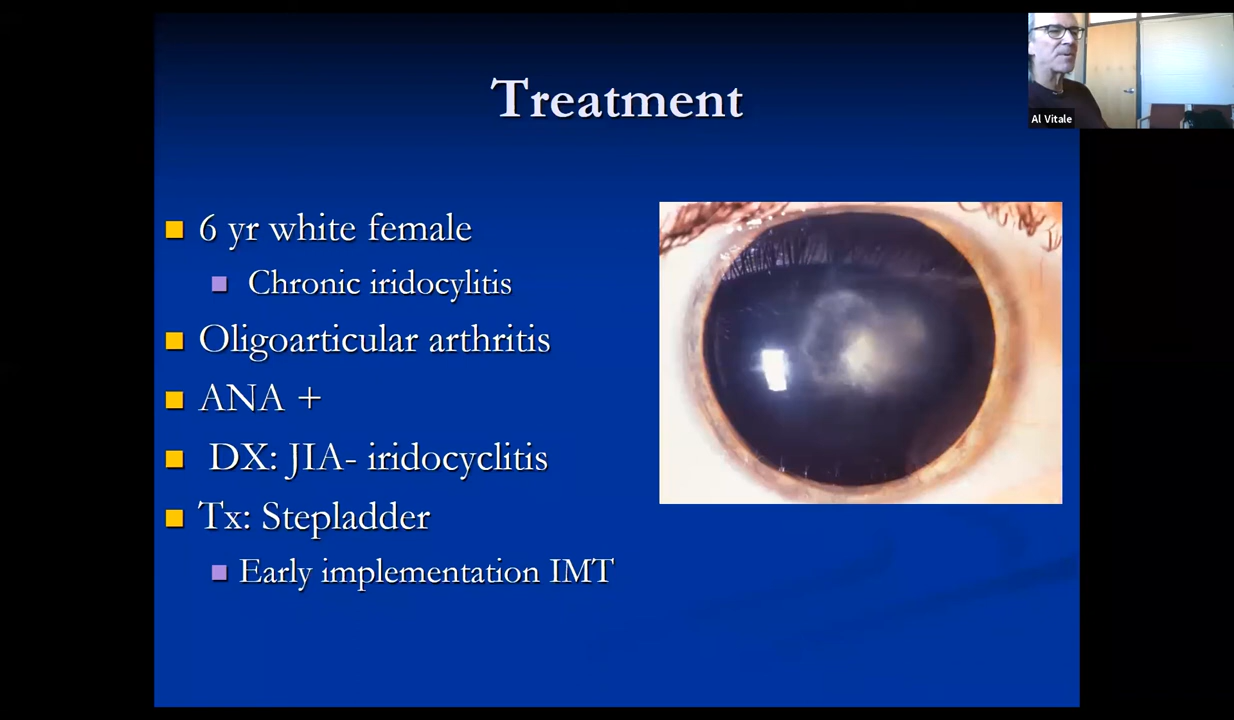 Treatment
Al Vitale
6 yr white female
Chronic iridocylitis
Oligoarticular arthritis
ANA +
DX: JIA- iridocyclitis
Tx: Stepladder
Early implementation IMT